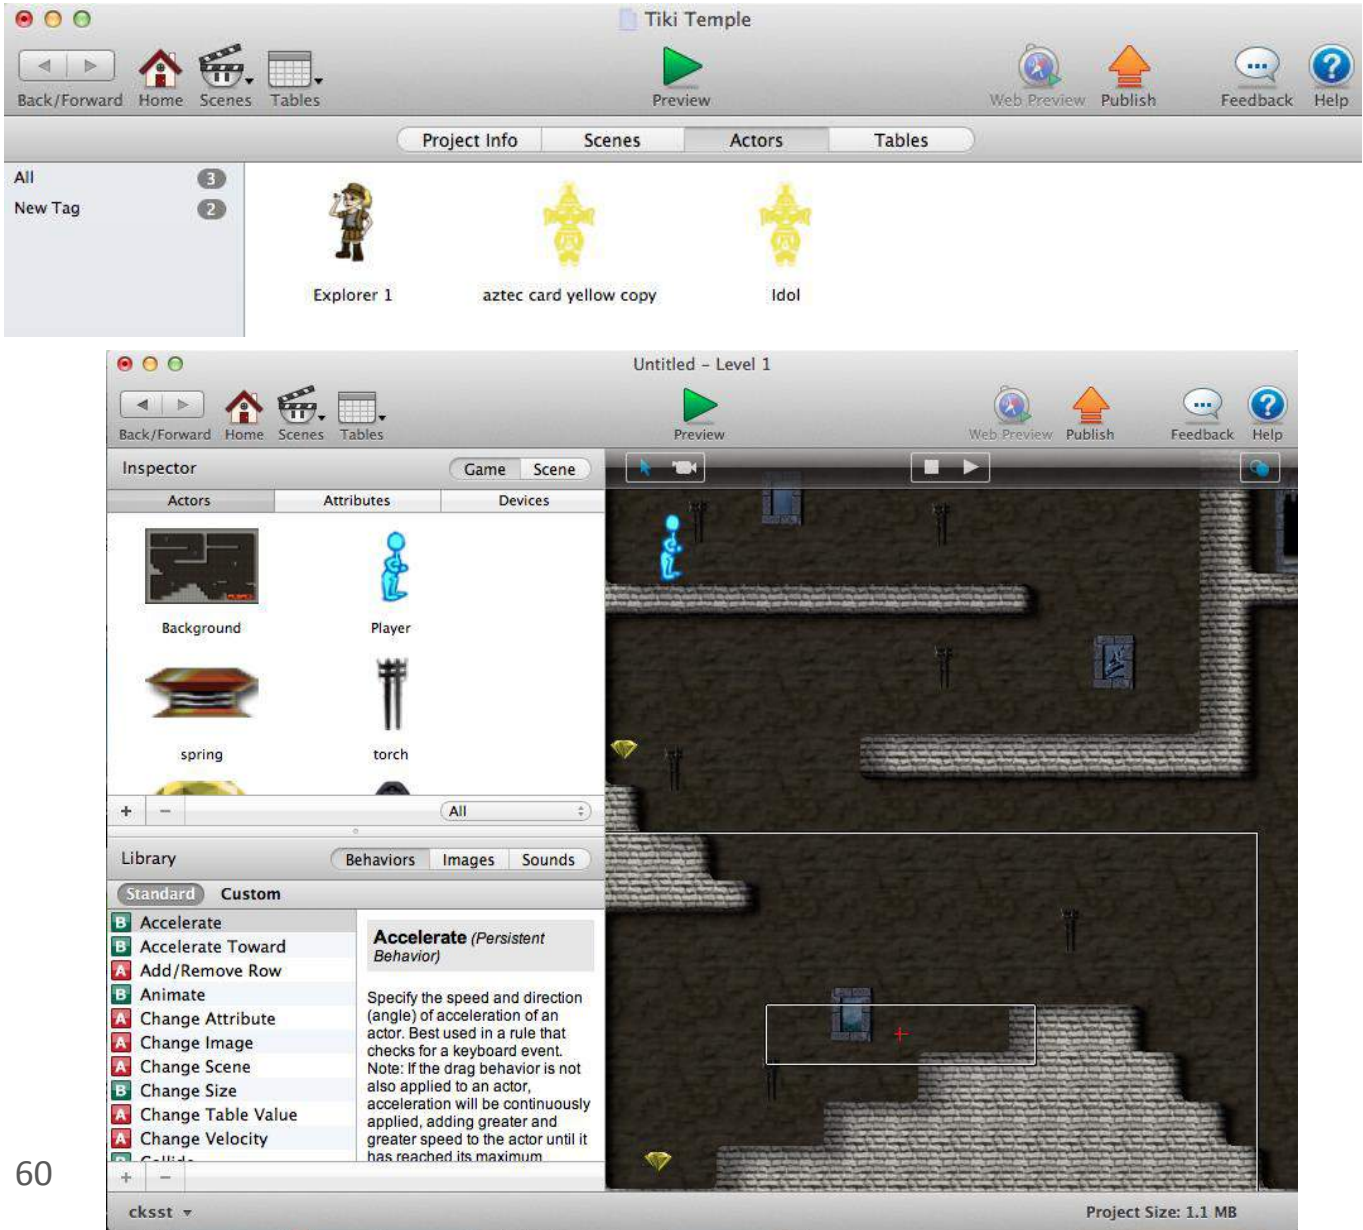 Tiki Temple
Back/Forward Home Scenes Tables Preview Web Preview Publish Feedback Help
Project Info Scenes Actors Tables
All 3
New Tag 2
Explorer 1 aztec card yellow copy Idol
Untitled – Level 1
Back/Forward Home Scenes Tables Preview Web Preview Publish Feedback Help
Inspector Game Scene
Actors Attributes Devices
Background Player
spring torch
+ − All
Library Behaviors Images Sounds
Standard Custom
B Accelerate
B Accelerate Toward
A Add/Remove Row
B Animate
A Change Attribute
A Change Image
A Change Scene
B Change Size
A Change Table Value
A Change Velocity
B Collide
Accelerate (Persistent
Behavior)
Specify the speed and direction
(angle) of acceleration of an
actor. Best used in a rule that
checks for a keyboard event.
Note: If the drag behavior is not
also applied to an actor,
acceleration will be continuously
applied, adding greater and
greater speed to the actor until it
has reached its maximum
+ −
60
cksst Project Size: 1.1 MB